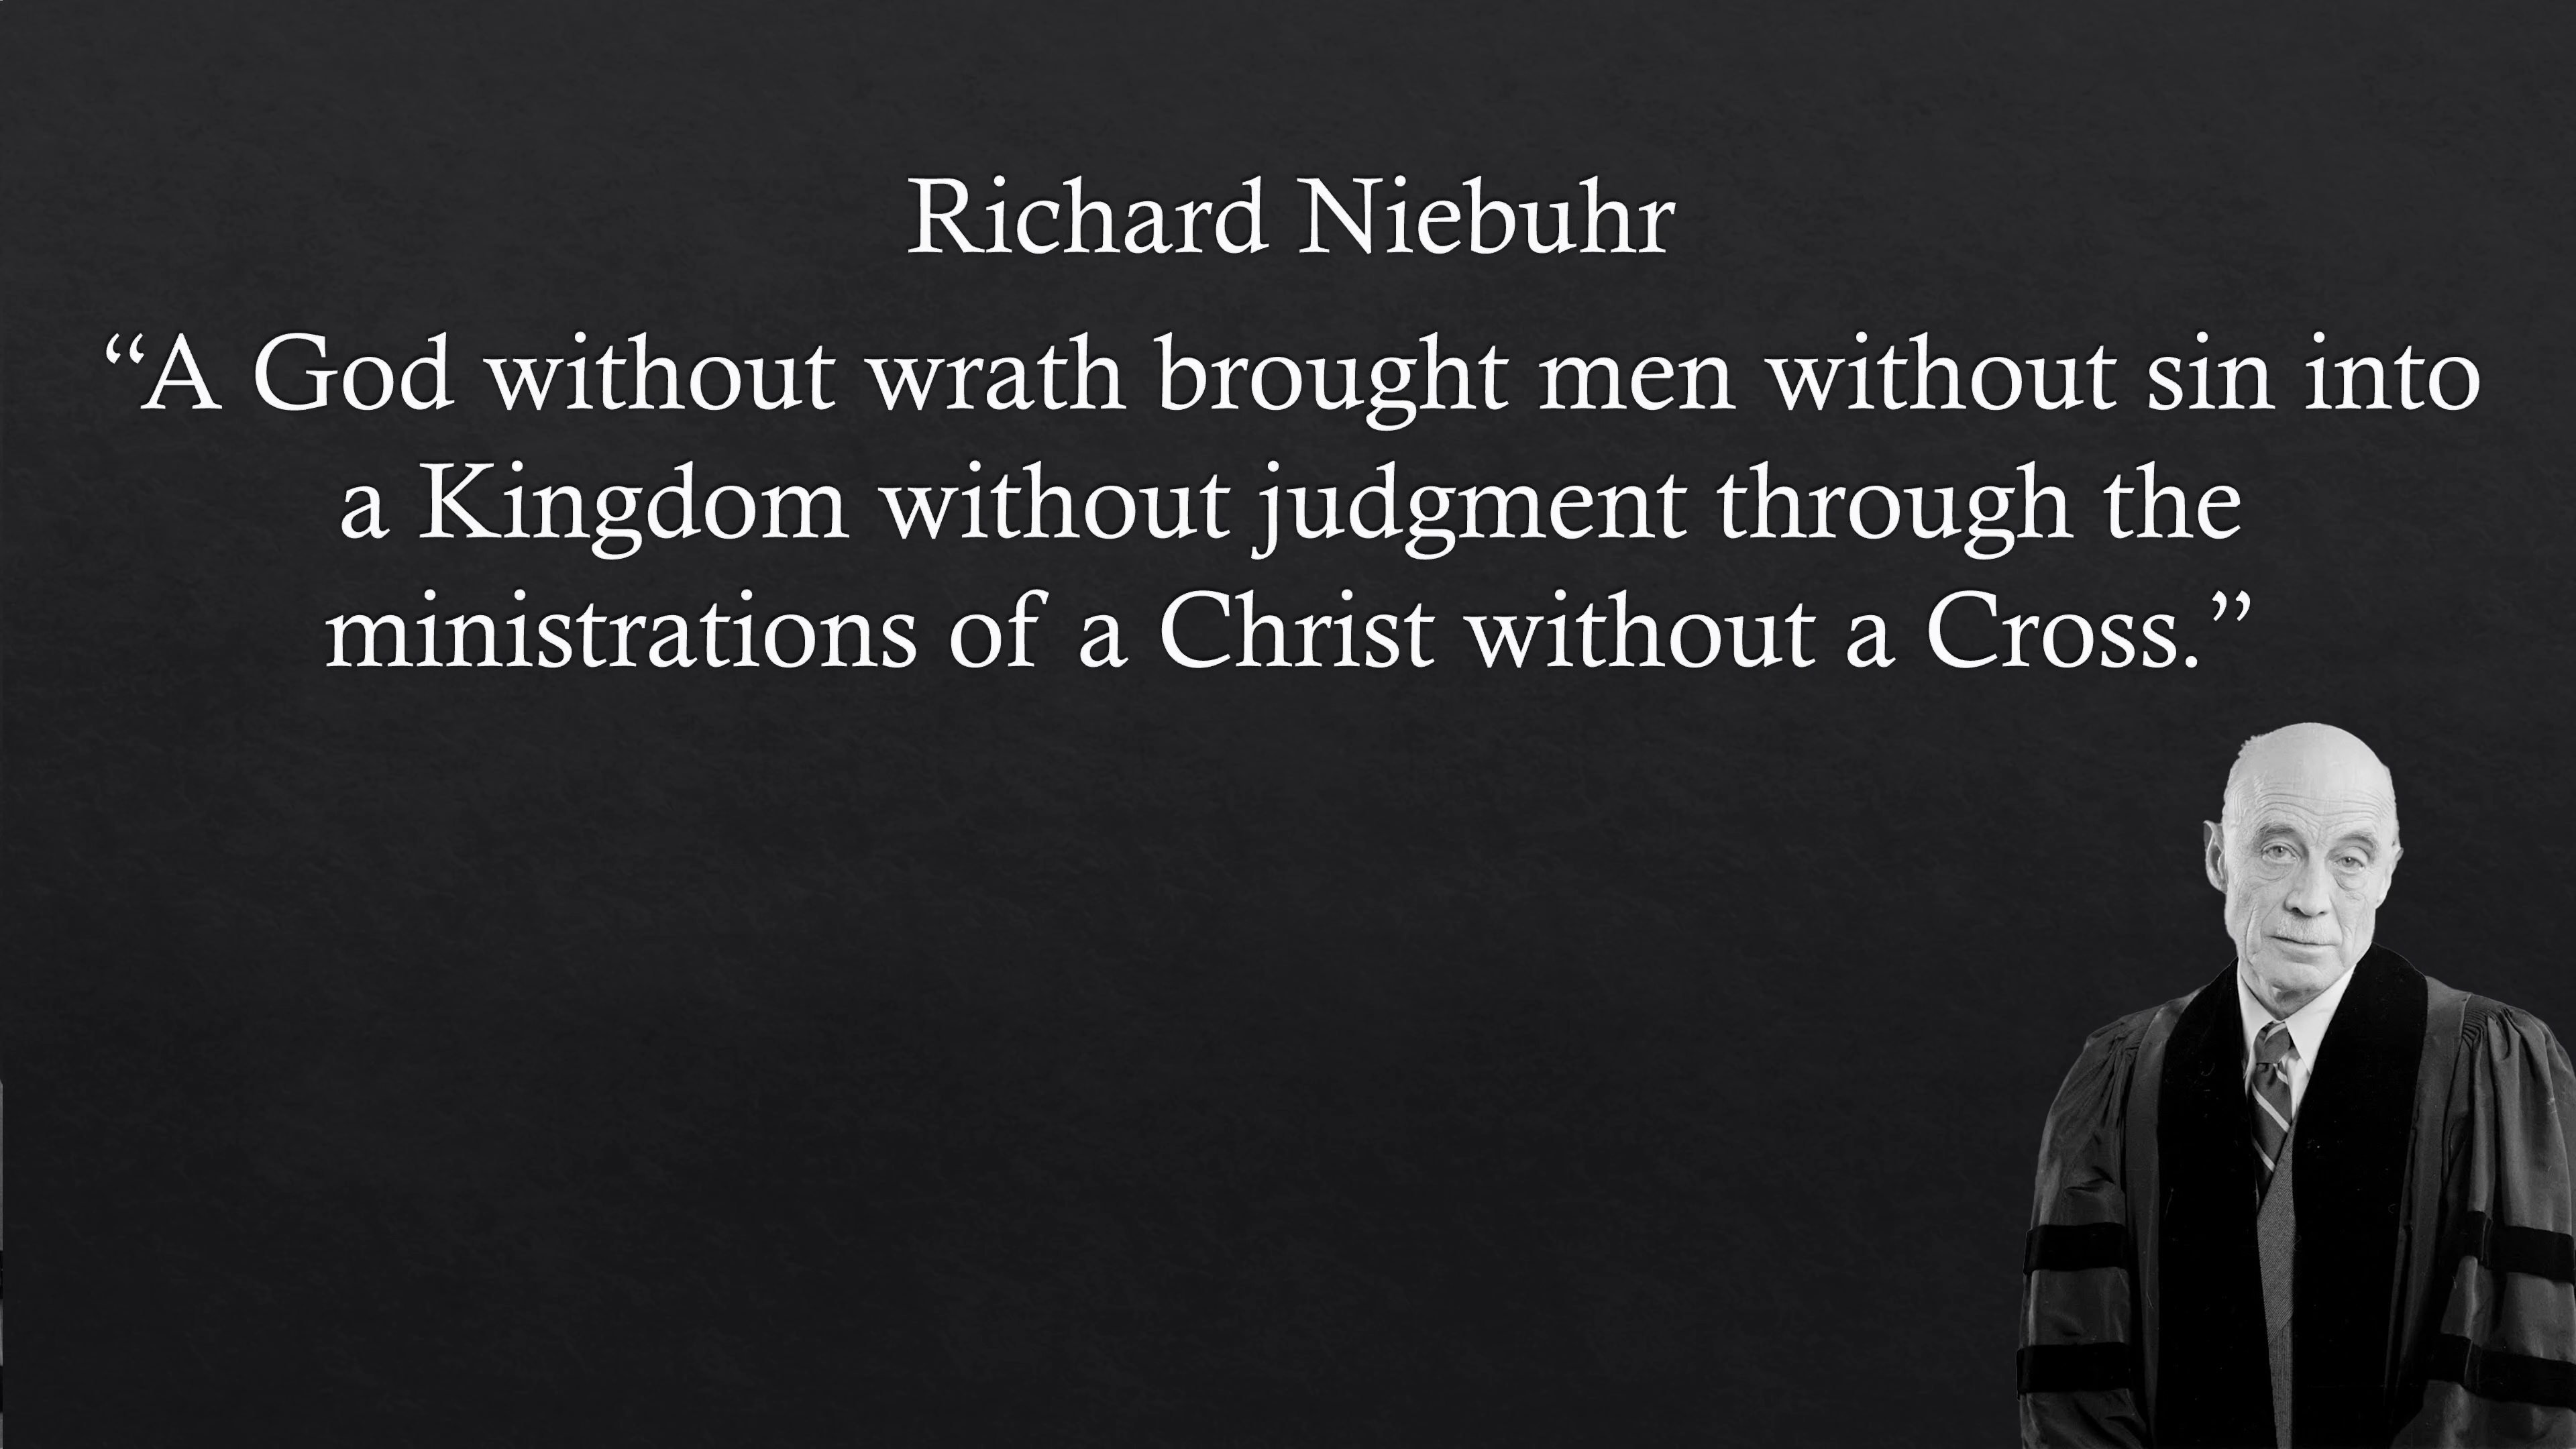 Richard Niebuhr
“A God without wrath brought men without sin into
a Kingdom without judgment through the
ministrations of a Christ without a Cross.”